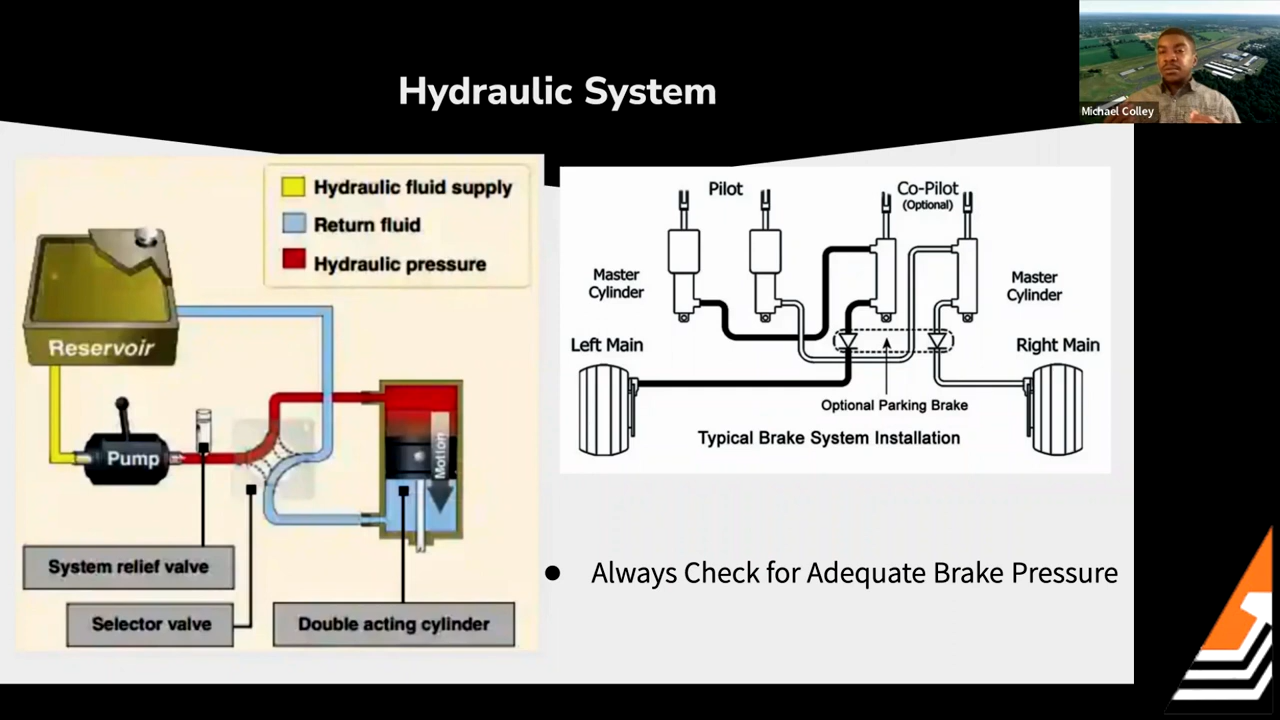 Hydraulic System
Michael Colley
Hydraulic fluid supply
Return fluid
Hydraulic pressure
Reservoir
Pump
Motion
System relief valve
Selector valve
Double acting cylinder
Pilot
Co-Pilot
(Optional)
Master
Cylinder
Master
Cylinder
Left Main
Right Main
Optional Parking Brake
Typical Brake System Installation
● Always Check for Adequate Brake Pressure